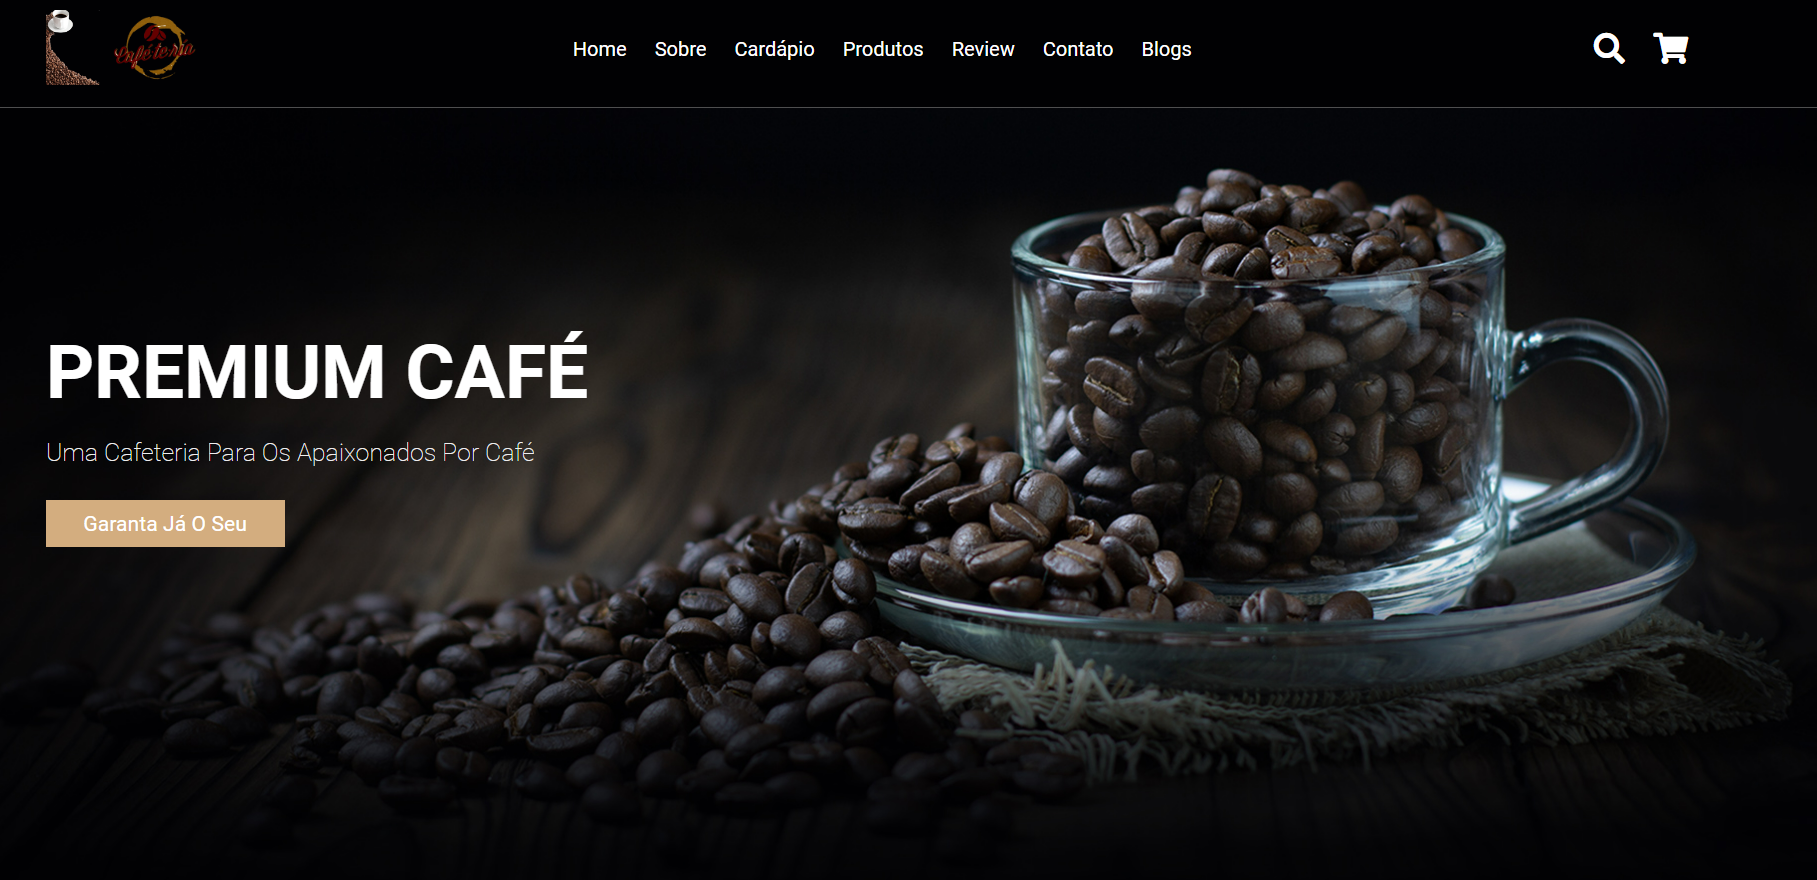 Cafeteria
Home Sobre Cardápio Produtos Review Contato Blogs
PREMIUM CAFÉ
Uma Cafeteria Para Os Apaixonados Por Café
Garanta Já O Seu